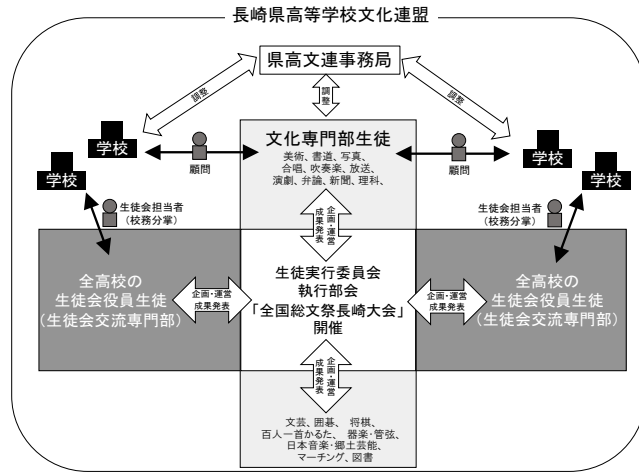 長崎県高等学校文化連盟
県高文連事務局
調整
調整
調整
学校
学校
学校
学校
顧問
顧問
文化専門部生徒
美術、書道、写真、
合唱、吹奏楽、放送、
演劇、弁論、新聞、理科、
生徒会担当者
（校務分掌）
生徒会担当者
（校務分掌）
企画・運営
成果発表
全高校の
生徒会役員生徒
（生徒会交流専門部）
企画・運営
成果発表
生徒実行委員会
執行部会
「全国総文祭長崎大会」
開催
企画・運営
成果発表
全高校の
生徒会役員生徒
（生徒会交流専門部）
企画・運営
成果発表
文芸、囲碁、将棋、
百人一首かるた、器楽・管弦、
日本音楽・郷土芸能、
マーチング、図書